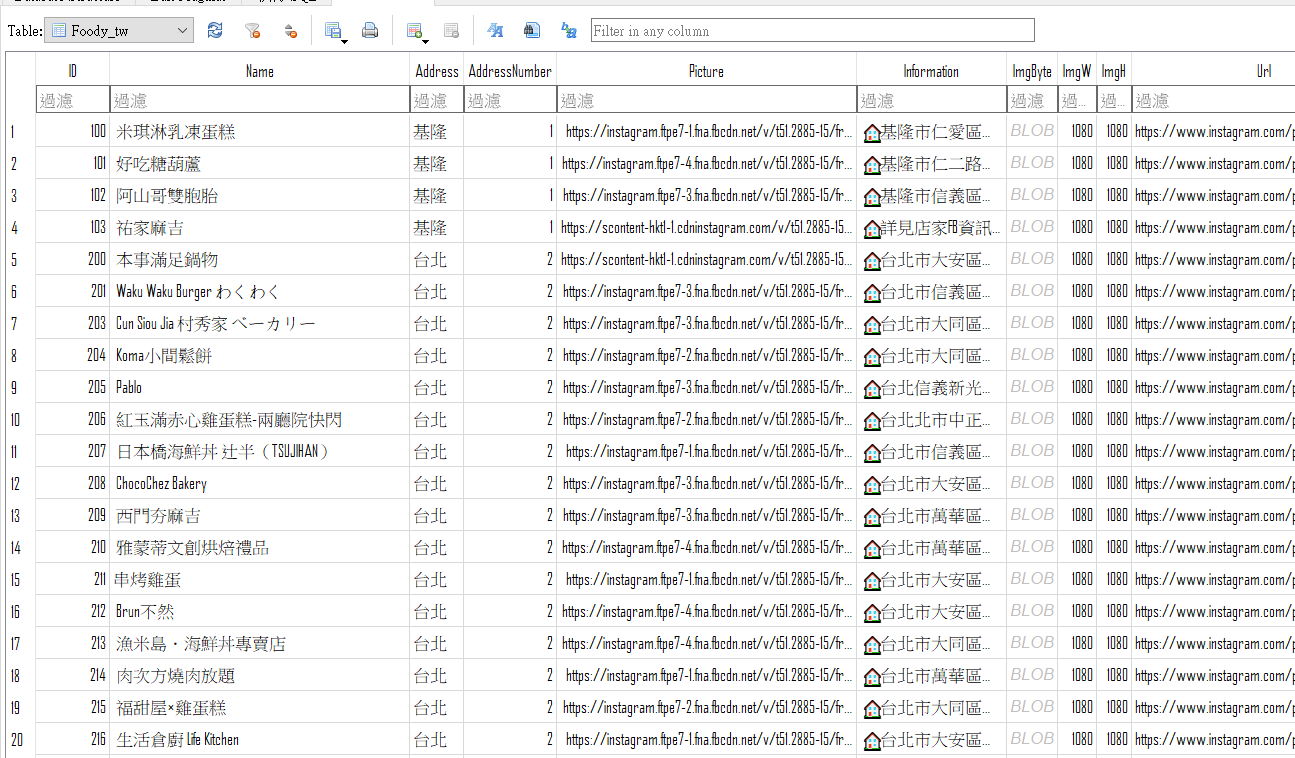 Table: Foody_tw Filter in any column
ID Name Address AddressNumber Picture Information ImgByte ImgW ImgH Url
過濾 過濾 過濾 過濾 過濾 過濾 過濾 過... 過... 過濾
1 100 米琪淋乳凍蛋糕 基隆 1 https://instagram.ftpe7-1.fna.fbcdn.net/v/t51.2885-15/fr... 🏠基隆市仁愛區... BLOB 1080 1080 https://www.instagram.com/p
2 101 好吃糖葫蘆 基隆 1 https://instagram.ftpe7-4.fna.fbcdn.net/v/t51.2885-15/fr... 🏠基隆市仁二路... BLOB 1080 1080 https://www.instagram.com/p
3 102 阿山哥雙胞胎 基隆 1 https://instagram.ftpe7-3.fna.fbcdn.net/v/t51.2885-15/fr... 🏠基隆市信義區... BLOB 1080 1080 https://www.instagram.com/p
4 103 祐家麻吉 基隆 1 https://scontent-hkt1-1.cdninstagram.com/v/t51.2885-15... 🏠詳見店家FB資訊... BLOB 1080 1080 https://www.instagram.com/p
5 200 本事滿足鍋物 台北 2 https://scontent-hkt1-1.cdninstagram.com/v/t51.2885-15... 🏠台北市大安區... BLOB 1080 1080 https://www.instagram.com/p
6 201 Waku Waku Burger わくわく 台北 2 https://instagram.ftpe7-3.fna.fbcdn.net/v/t51.2885-15/fr... 🏠台北市信義區... BLOB 1080 1080 https://www.instagram.com/p
7 203 Cun Siou Jia 村秀家 ベーカリー 台北 2 https://instagram.ftpe7-3.fna.fbcdn.net/v/t51.2885-15/fr... 🏠台北市大同區... BLOB 1080 1080 https://www.instagram.com/p
8 204 Koma小間鬆餅 台北 2 https://instagram.ftpe7-2.fna.fbcdn.net/v/t51.2885-15/fr... 🏠台北市大同區... BLOB 1080 1080 https://www.instagram.com/p
9 205 Pablo 台北 2 https://instagram.ftpe7-3.fna.fbcdn.net/v/t51.2885-15/fr... 🏠台北信義新光... BLOB 1080 1080 https://www.instagram.com/p
10 206 紅玉滿赤心雞蛋糕-兩廳院快閃 台北 2 https://instagram.ftpe7-2.fna.fbcdn.net/v/t51.2885-15/fr... 🏠台北北市中正... BLOB 1080 1080 https://www.instagram.com/p
11 207 日本橋海鮮丼 辻半（TSUJIHAN） 台北 2 https://instagram.ftpe7-1.fna.fbcdn.net/v/t51.2885-15/fr... 🏠台北市信義區... BLOB 1080 1080 https://www.instagram.com/p
12 208 ChocoChez Bakery 台北 2 https://instagram.ftpe7-3.fna.fbcdn.net/v/t51.2885-15/fr... 🏠台北市大安區... BLOB 1080 1080 https://www.instagram.com/p
13 209 西門夯麻吉 台北 2 https://instagram.ftpe7-3.fna.fbcdn.net/v/t51.2885-15/fr... 🏠台北市萬華區... BLOB 1080 1080 https://www.instagram.com/p
14 210 雅蒙蒂文創烘焙禮品 台北 2 https://instagram.ftpe7-4.fna.fbcdn.net/v/t51.2885-15/fr... 🏠台北市萬華區... BLOB 1080 1080 https://www.instagram.com/p
15 211 串烤雞蛋 台北 2 https://instagram.ftpe7-1.fna.fbcdn.net/v/t51.2885-15/fr... 🏠台北市大安區... BLOB 1080 1080 https://www.instagram.com/p
16 212 Brun不然 台北 2 https://instagram.ftpe7-4.fna.fbcdn.net/v/t51.2885-15/fr... 🏠台北市大安區... BLOB 1080 1080 https://www.instagram.com/p
17 213 漁米島・海鮮丼專賣店 台北 2 https://instagram.ftpe7-4.fna.fbcdn.net/v/t51.2885-15/fr... 🏠台北市大同區... BLOB 1080 1080 https://www.instagram.com/p
18 214 肉次方燒肉放題 台北 2 https://instagram.ftpe7-1.fna.fbcdn.net/v/t51.2885-15/fr... 🏠台北市萬華區... BLOB 1080 1080 https://www.instagram.com/p
19 215 福甜屋×雞蛋糕 台北 2 https://instagram.ftpe7-2.fna.fbcdn.net/v/t51.2885-15/fr... 🏠台北市大同區... BLOB 1080 1080 https://www.instagram.com/p
20 216 生活倉廚 Life Kitchen 台北 2 https://instagram.ftpe7-1.fna.fbcdn.net/v/t51.2885-15/fr... 🏠台北市大安區... BLOB 1080 1080 https://www.instagram.com/p